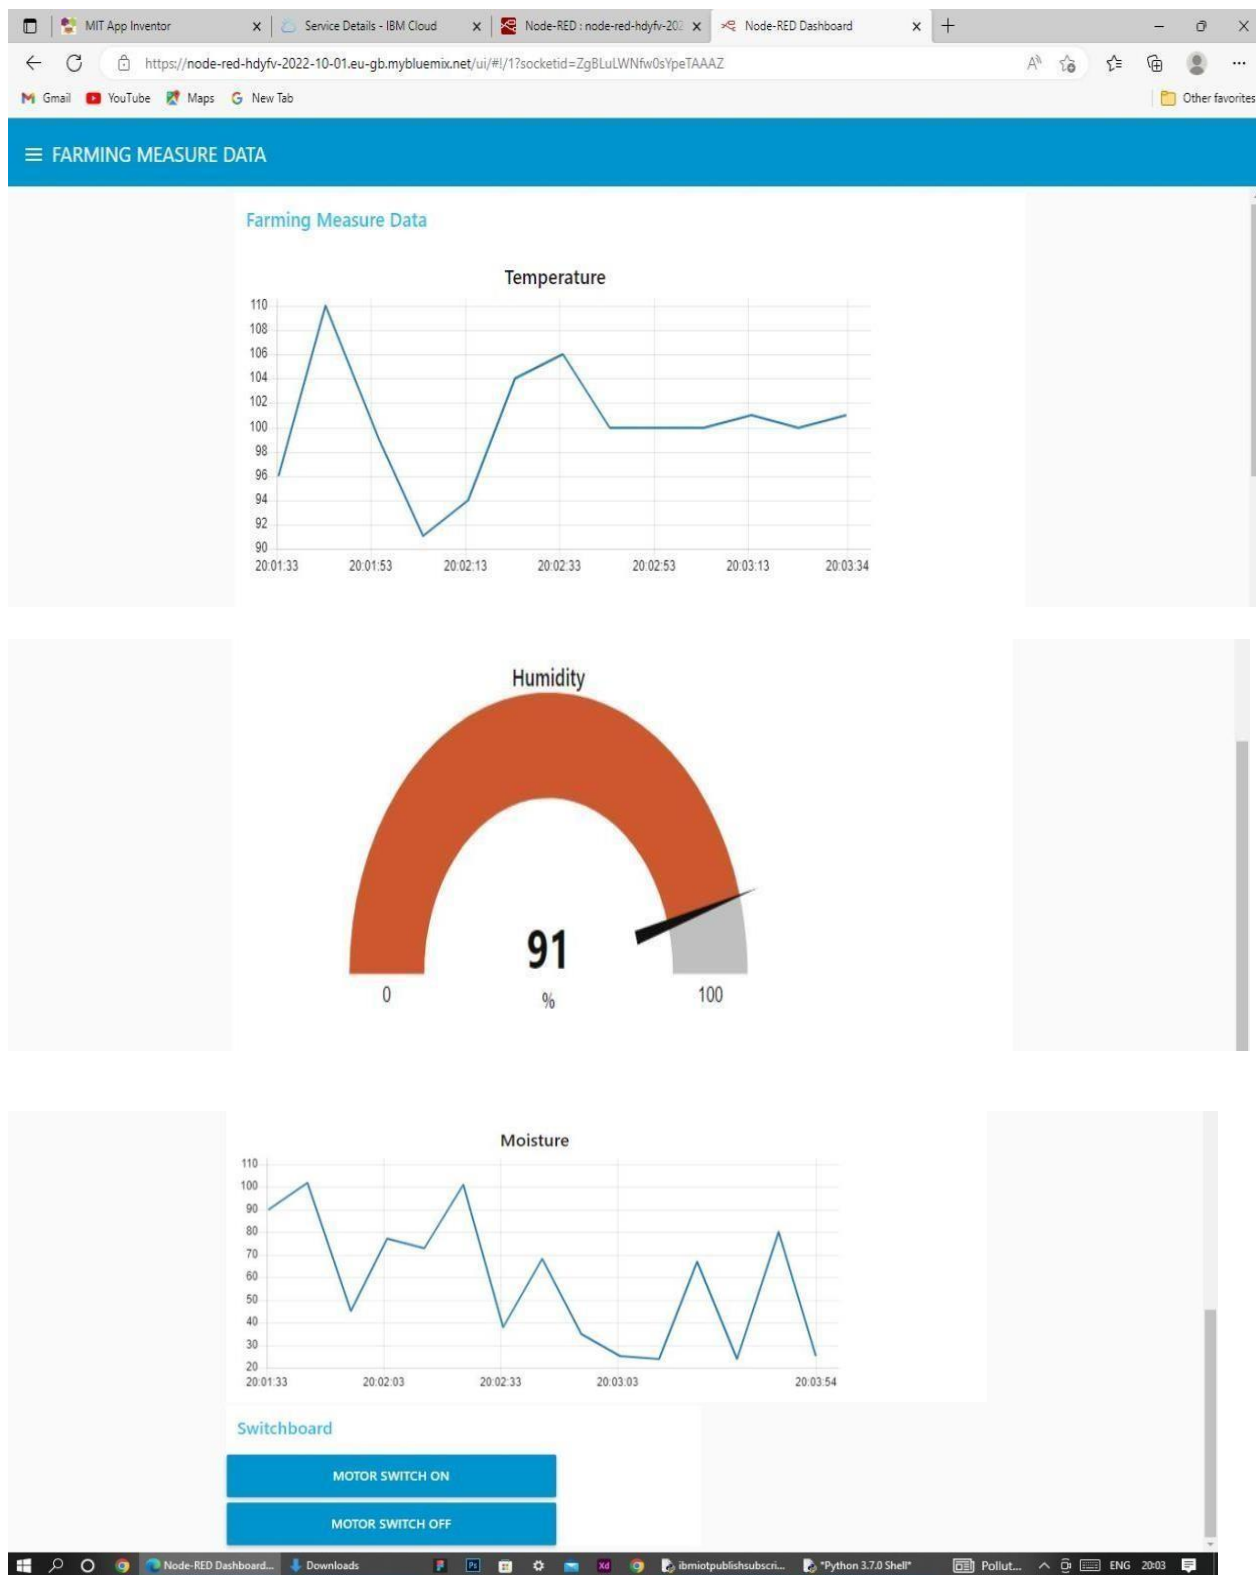 MIT App Inventor
Service Details - IBM Cloud
Node-RED : node-red-hdyfv-202
Node-RED Dashboard
https://node-red-hdyfv-2022-10-01.eu-gb.mybluemix.net/ui/#!/1?socketid=ZgBLuLWNfw0sYpeTAAAZ
Gmail YouTube Maps New Tab Other favorites
FARMING MEASURE DATA
Farming Measure Data
Temperature
110
108
106
104
102
100
98
96
94
92
90
20:01:33 20:01:53 20:02:13 20:02:33 20:02:53 20:03:13 20:03:34
Humidity
91
0 % 100
Moisture
110
100
90
80
70
60
50
40
30
20
20:01:33 20:02:03 20:02:33 20:03:03 20:03:54
Switchboard
MOTOR SWITCH ON
MOTOR SWITCH OFF
Node-RED Dashboard... Downloads Ps Xd ibmiotpublishsubscri... *Python 3.7.0 Shell* Pollut... ENG 20:03